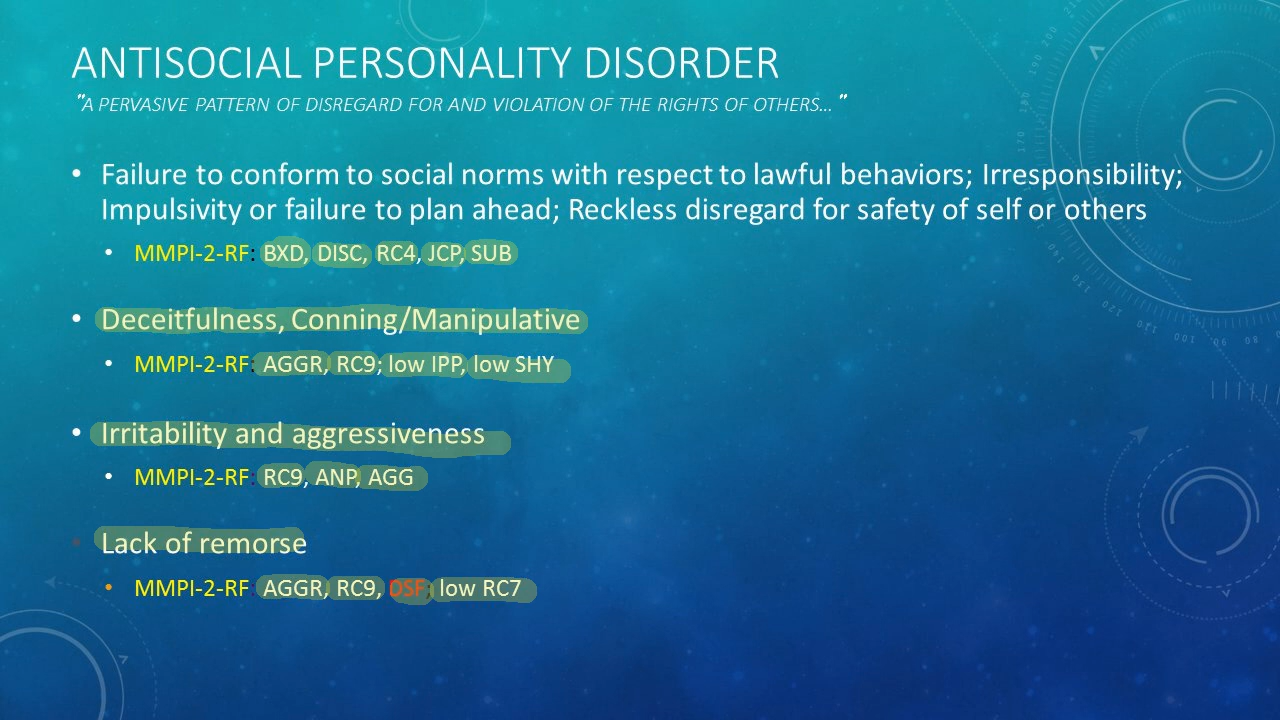 ANTISOCIAL PERSONALITY DISORDER
"A PERVASIVE PATTERN OF DISREGARD FOR AND VIOLATION OF THE RIGHTS OF OTHERS… "
• Failure to conform to social norms with respect to lawful behaviors; Irresponsibility;
Impulsivity or failure to plan ahead; Reckless disregard for safety of self or others
• MMPI-2-RF: BXD, DISC, RC4, JCP, SUB
• Deceitfulness, Conning/Manipulative
• MMPI-2-RF: AGGR, RC9; low IPP, low SHY
• Irritability and aggressiveness
• MMPI-2-RF: RC9, ANP, AGG
• Lack of remorse
• MMPI-2-RF: AGGR, RC9, DSF; low RC7